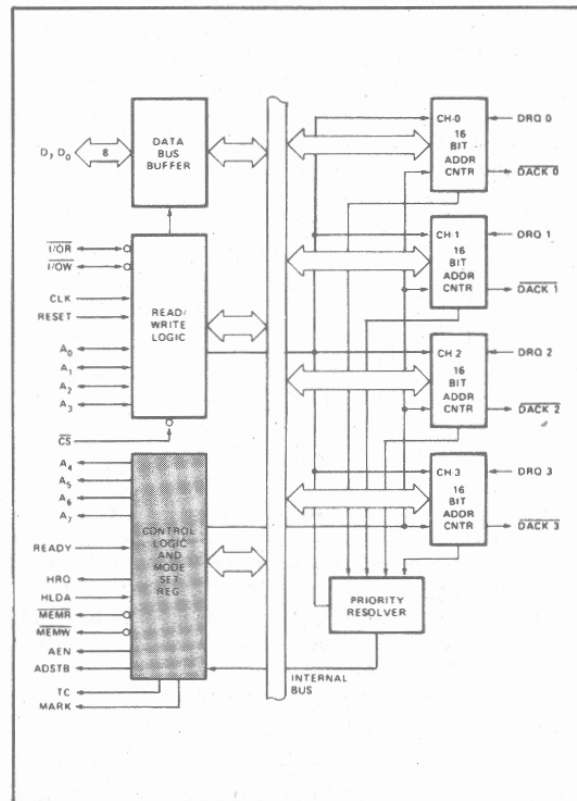 D7 D0
8
DATA
BUS
BUFFER
I/OR
I/OW
CLK
RESET
A0
A1
A2
A3
CS
READ/
WRITE
LOGIC
A4
A5
A6
A7
READY
HRQ
HLDA
MEMR
MEMW
AEN
ADSTB
TC
MARK
CONTROL
LOGIC
AND
MODE
SET
REG
INTERNAL
BUS
CH-0
16
BIT
ADDR
CNTR
DRQ 0
DACK 0
CH 1
16
BIT
ADDR
CNTR
DRQ 1
DACK 1
CH 2
16
BIT
ADDR
CNTR
DRQ 2
DACK 2
CH 3
16
BIT
ADDR
CNTR
DRQ 3
DACK 3
PRIORITY
RESOLVER